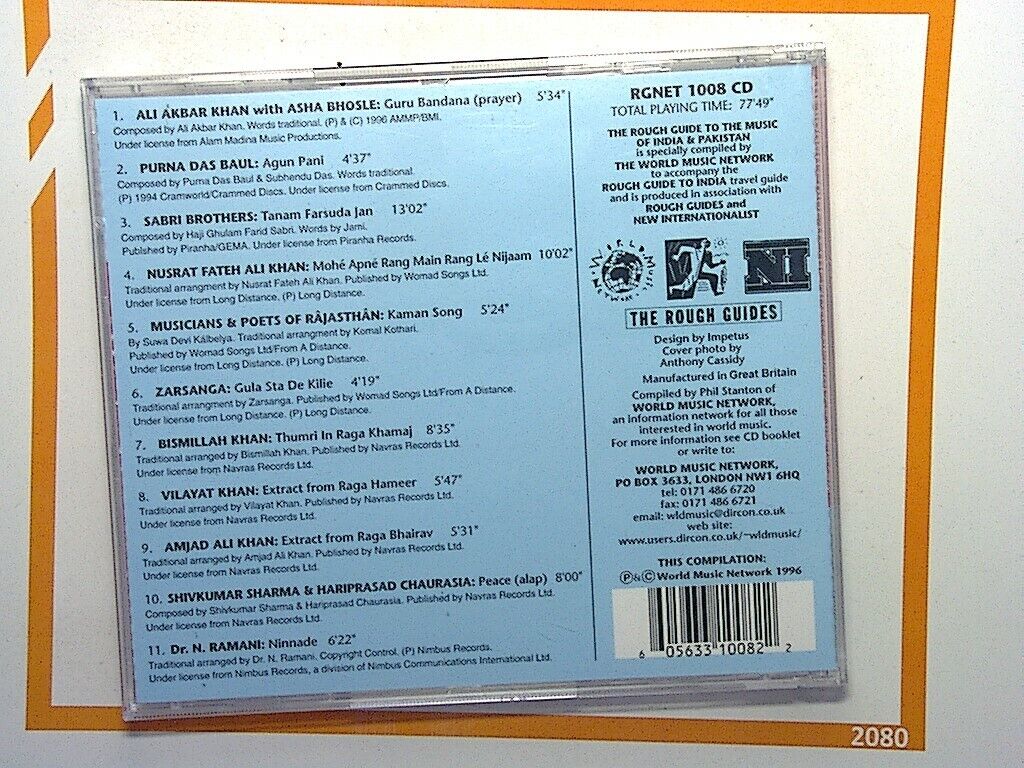 1. ALI AKBAR KHAN with ASHA BHOSLE: Guru Bandana (prayer) 5'34"
Composed by Ali Akbar Khan. Words traditional. (P) & (C) 1996 AMMP/BMI.
Under license from Alam Madina Music Productions.
2. PURNA DAS BAUL: Agun Pani 4'37"
Composed by Purna Das Baul & Subhendu Das. Words traditional.
(P) 1994 Cramworld/Crammed Discs. Under license from Crammed Discs.
3. SABRI BROTHERS: Tanam Farsuda Jan 13'02"
Composed by Haji Ghulam Farid Sabri. Words by Jami.
Published by Piranha/GEMA. Under license from Piranha Records.
4. NUSRAT FATEH ALI KHAN: Mohé Apné Rang Main Rang Lé Nijaam 10'02"
Traditional arrangment by Nusrat Fateh Ali Khan. Published by Womad Songs Ltd.
Under license from Long Distance. (P) Long Distance.
5. MUSICIANS & POETS OF RÂJASTHÂN: Kaman Song 5'24"
By Suwa Devi Kâlbelya. Traditional arrangment by Komal Kothari.
Published by Womad Songs Ltd/From A Distance.
Under license from Long Distance. (P) Long Distance.
6. ZARSANGA: Gula Sta De Kilie 4'19"
Traditional arrangment by Zarsanga. Published by Womad Songs Ltd/From A Distance.
Under license from Long Distance. (P) Long Distance.
7. BISMILLAH KHAN: Thumri In Raga Khamaj 8'35"
Traditional arranged by Bismillah Khan. Published by Navras Records Ltd.
Under license from Navras Records Ltd.
8. VILAYAT KHAN: Extract from Raga Hameer 5'47"
Traditional arranged by Vilayat Khan. Published by Navras Records Ltd.
Under license from Navras Records Ltd.
9. AMJAD ALI KHAN: Extract from Raga Bhairav 5'31"
Traditional arranged by Amjad Ali Khan. Published by Navras Records Ltd.
Under license from Navras Records Ltd.
10. SHIVKUMAR SHARMA & HARIPRASAD CHAURASIA: Peace (alap) 8'00"
Composed by Shivkumar Sharma & Hariprasad Chaurasia. Published by Navras Records Ltd.
Under license from Navras Records Ltd.
11. Dr. N. RAMANI: Ninnade 6'22"
Traditional arranged by Dr. N. Ramani. Copyright Control. (P) Nimbus Records.
Under license from Nimbus Records, a division of Nimbus Communications International Ltd.
RGNET 1008 CD
TOTAL PLAYING TIME: 77'49"
THE ROUGH GUIDE TO THE MUSIC
OF INDIA & PAKISTAN
is specially compiled by
THE WORLD MUSIC NETWORK
to accompany the
ROUGH GUIDE TO INDIA travel guide
and is produced in association with
ROUGH GUIDES and
NEW INTERNATIONALIST
WORLD MUSIC NETWORK
NI
THE ROUGH GUIDES
Design by Impetus
Cover photo by
Anthony Cassidy
Manufactured in Great Britain
Compiled by Phil Stanton of
WORLD MUSIC NETWORK,
an information network for all those
interested in world music.
For more information see CD booklet
or write to:
WORLD MUSIC NETWORK,
PO BOX 3633, LONDON NW1 6HQ
tel: 0171 486 6720
fax: 0171 486 6721
email: wldmusic@dircon.co.uk
web site:
www.users.dircon.co.uk/~wldmusic/
THIS COMPILATION:
Ⓟ&Ⓒ World Music Network 1996
6 05633 10082 2
2080